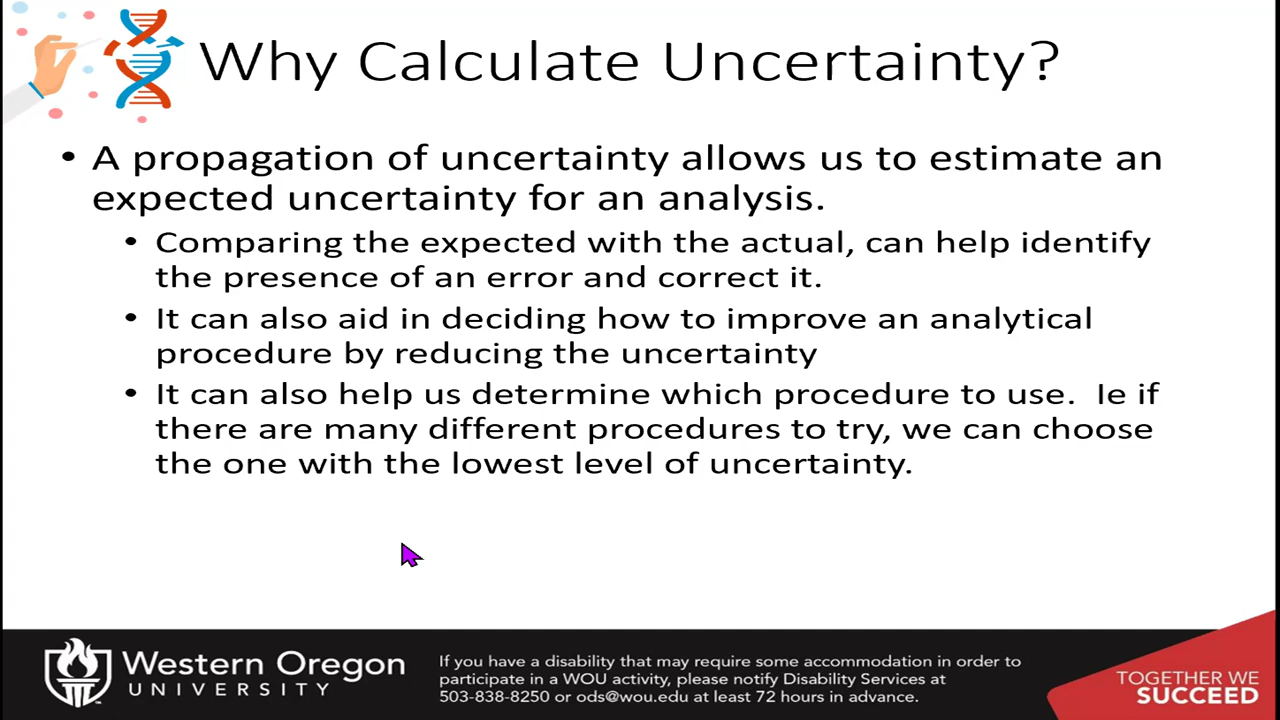 Why Calculate Uncertainty?
• A propagation of uncertainty allows us to estimate an
expected uncertainty for an analysis.
• Comparing the expected with the actual, can help identify
the presence of an error and correct it.
• It can also aid in deciding how to improve an analytical
procedure by reducing the uncertainty
• It can also help us determine which procedure to use.  Ie if
there are many different procedures to try, we can choose
the one with the lowest level of uncertainty.
Western Oregon
UNIVERSITY
If you have a disability that may require some accommodation in order to
participate in a WOU activity, please notify Disability Services at
503-838-8250 or ods@wou.edu at least 72 hours in advance.
TOGETHER WE
SUCCEED